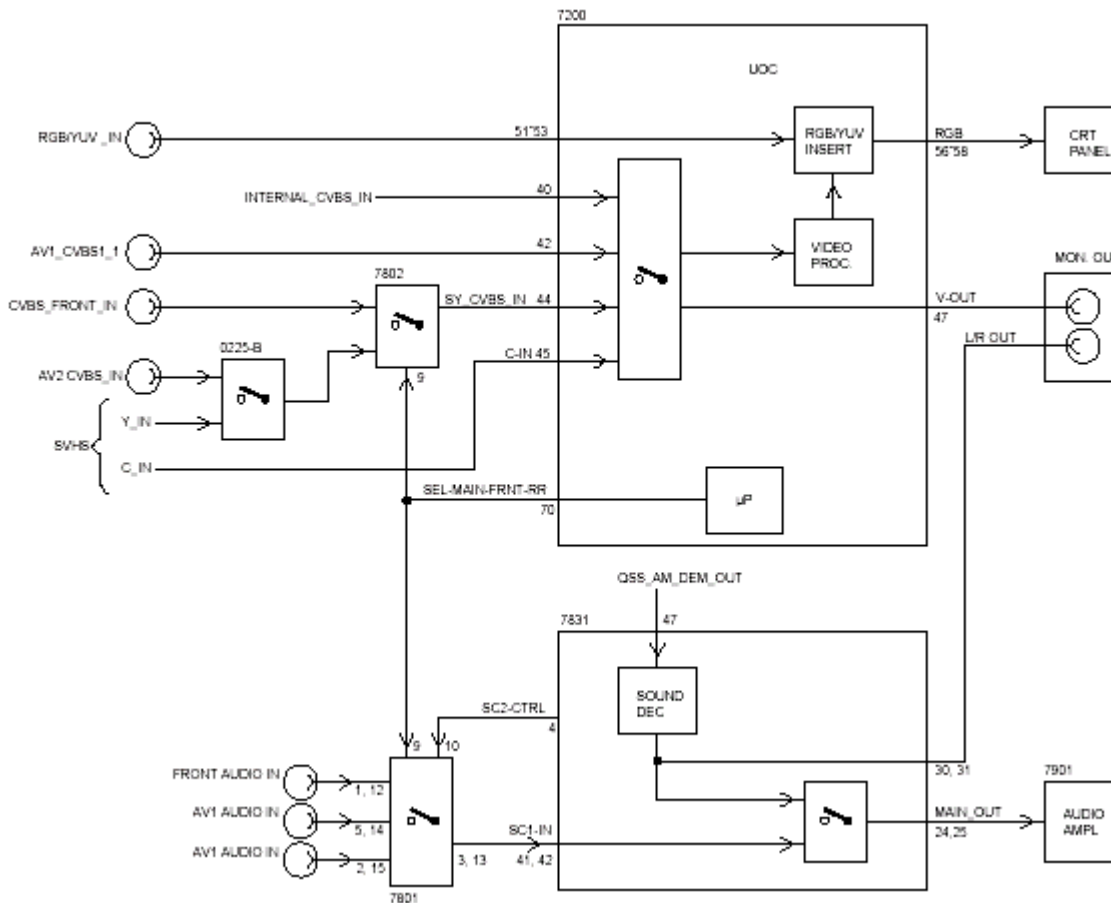 7200
UOC
RGB/YUV_IN
51~53
RGB/YUV
INSERT
RGB
56~58
CRT
PANEL
INTERNAL_CVBS_IN
40
AV1_CVBS1_1
42
VIDEO
PROC.
MON. OU
7802
CVBS_FRONT_IN
SY_CVBS_IN 44
V-OUT
47
L/R OUT
0225-B
C-IN 45
AV2 CVBS_IN
9
Y_IN
SVHS
C_IN
SEL-MAIN-FRNT-RR
70
µP
QSS_AM_DEM_OUT
7831
47
SOUND
DEC
SC2-CTRL
4
9
10
FRONT AUDIO IN
1, 12
30, 31
7901
AV1 AUDIO IN
5, 14
MAIN_OUT
24,25
AUDIO
AMPL
SC1-IN
AV1 AUDIO IN
2, 15
3, 13
41, 42
7801